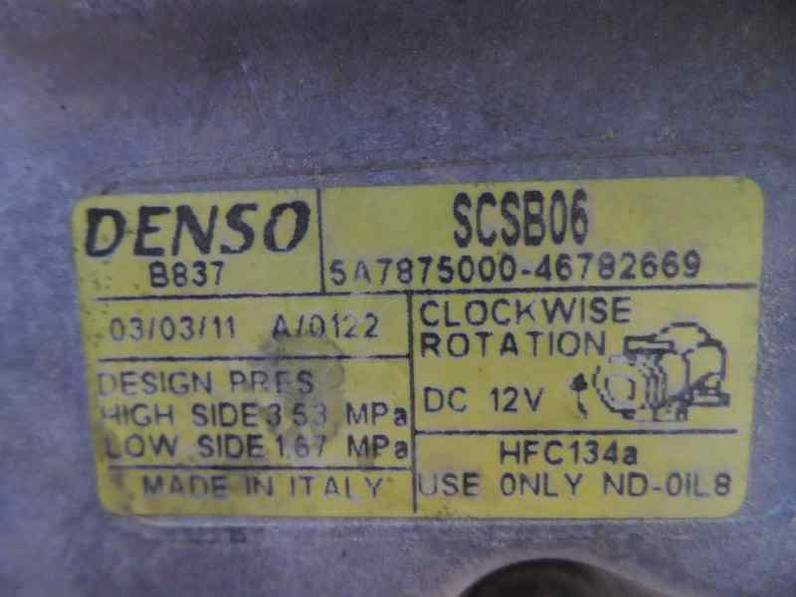 DENSO
B837
SCSB06
5A7875000-46782669
03/03/11 A/0122
DESIGN PRES
HIGH SIDE 3.53 MPa
LOW SIDE 1.67 MPa
MADE IN ITALY
CLOCKWISE
ROTATION
DC 12V
HFC134a
USE ONLY ND-OIL8